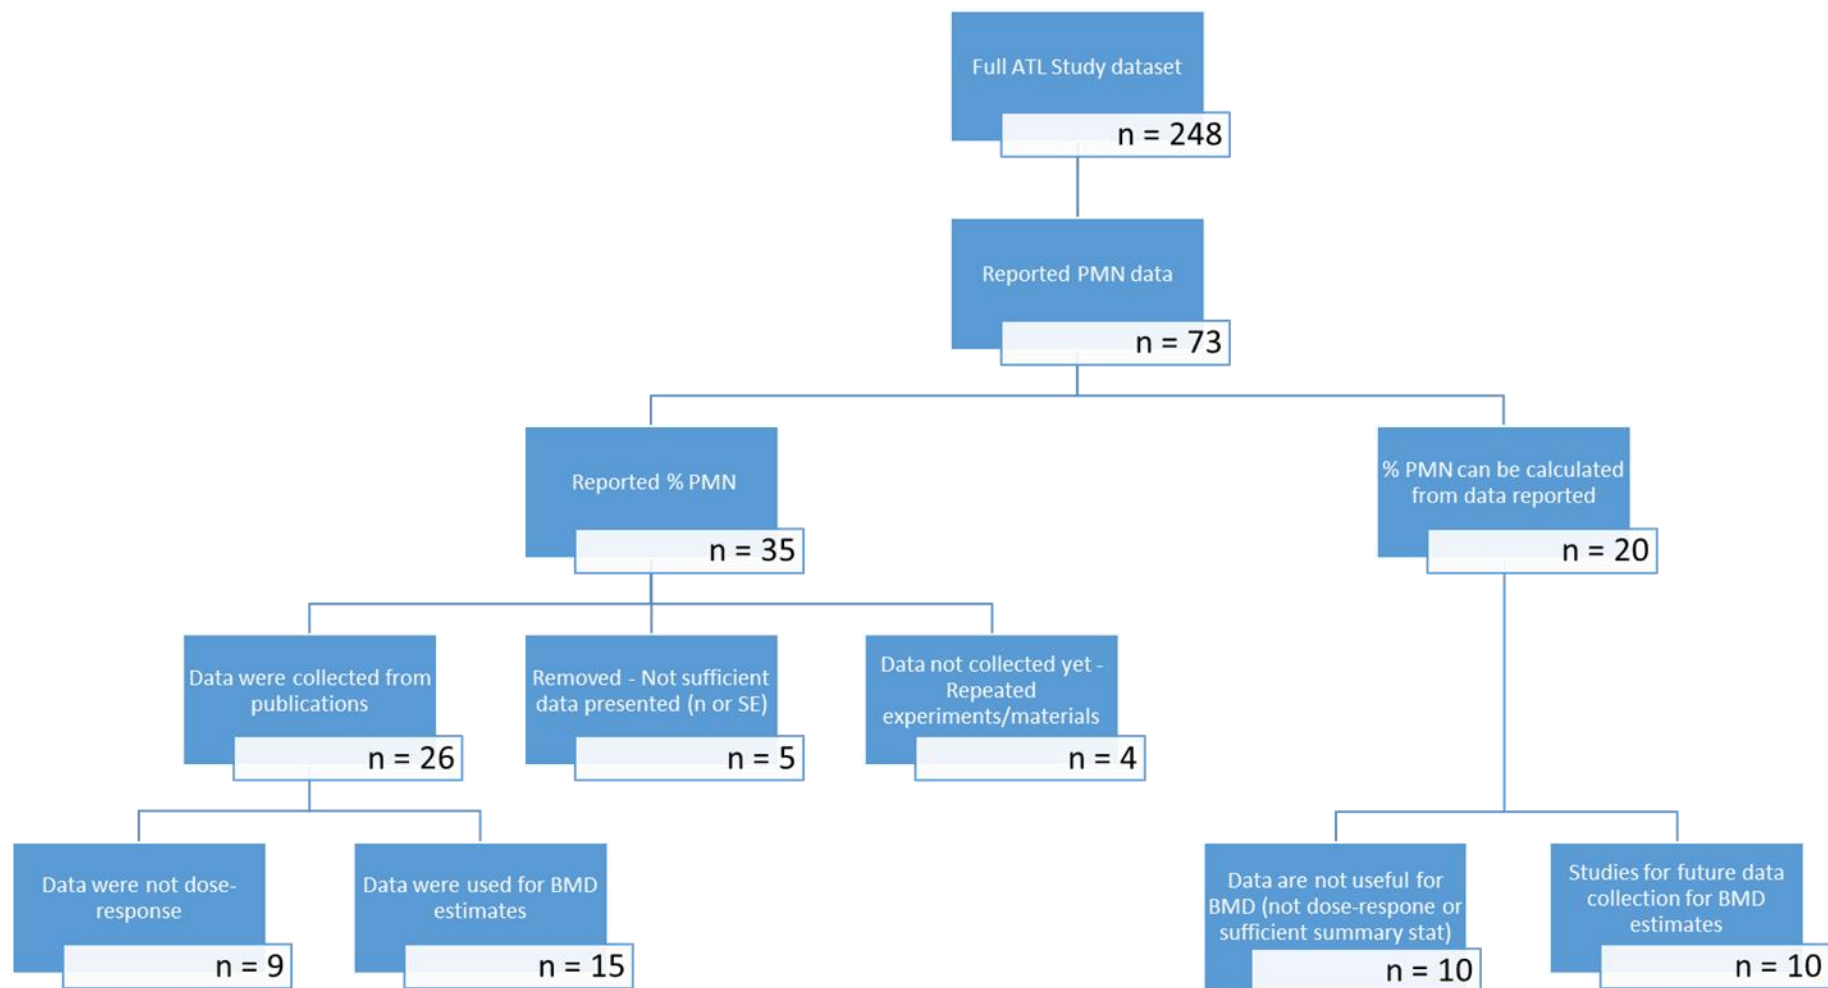 Full ATL Study dataset
n = 248
Reported PMN data
n = 73
Reported % PMN
n = 35
% PMN can be calculated
from data reported
n = 20
Data were collected from
publications
n = 26
Removed - Not sufficient
data presented (n or SE)
n = 5
Data not collected yet -
Repeated
experiments/materials
n = 4
Data were not dose-
response
n = 9
Data were used for BMD
estimates
n = 15
Data are not useful for
BMD (not dose-respone or
sufficient summary stat)
n = 10
Studies for future data
collection for BMD
estimates
n = 10